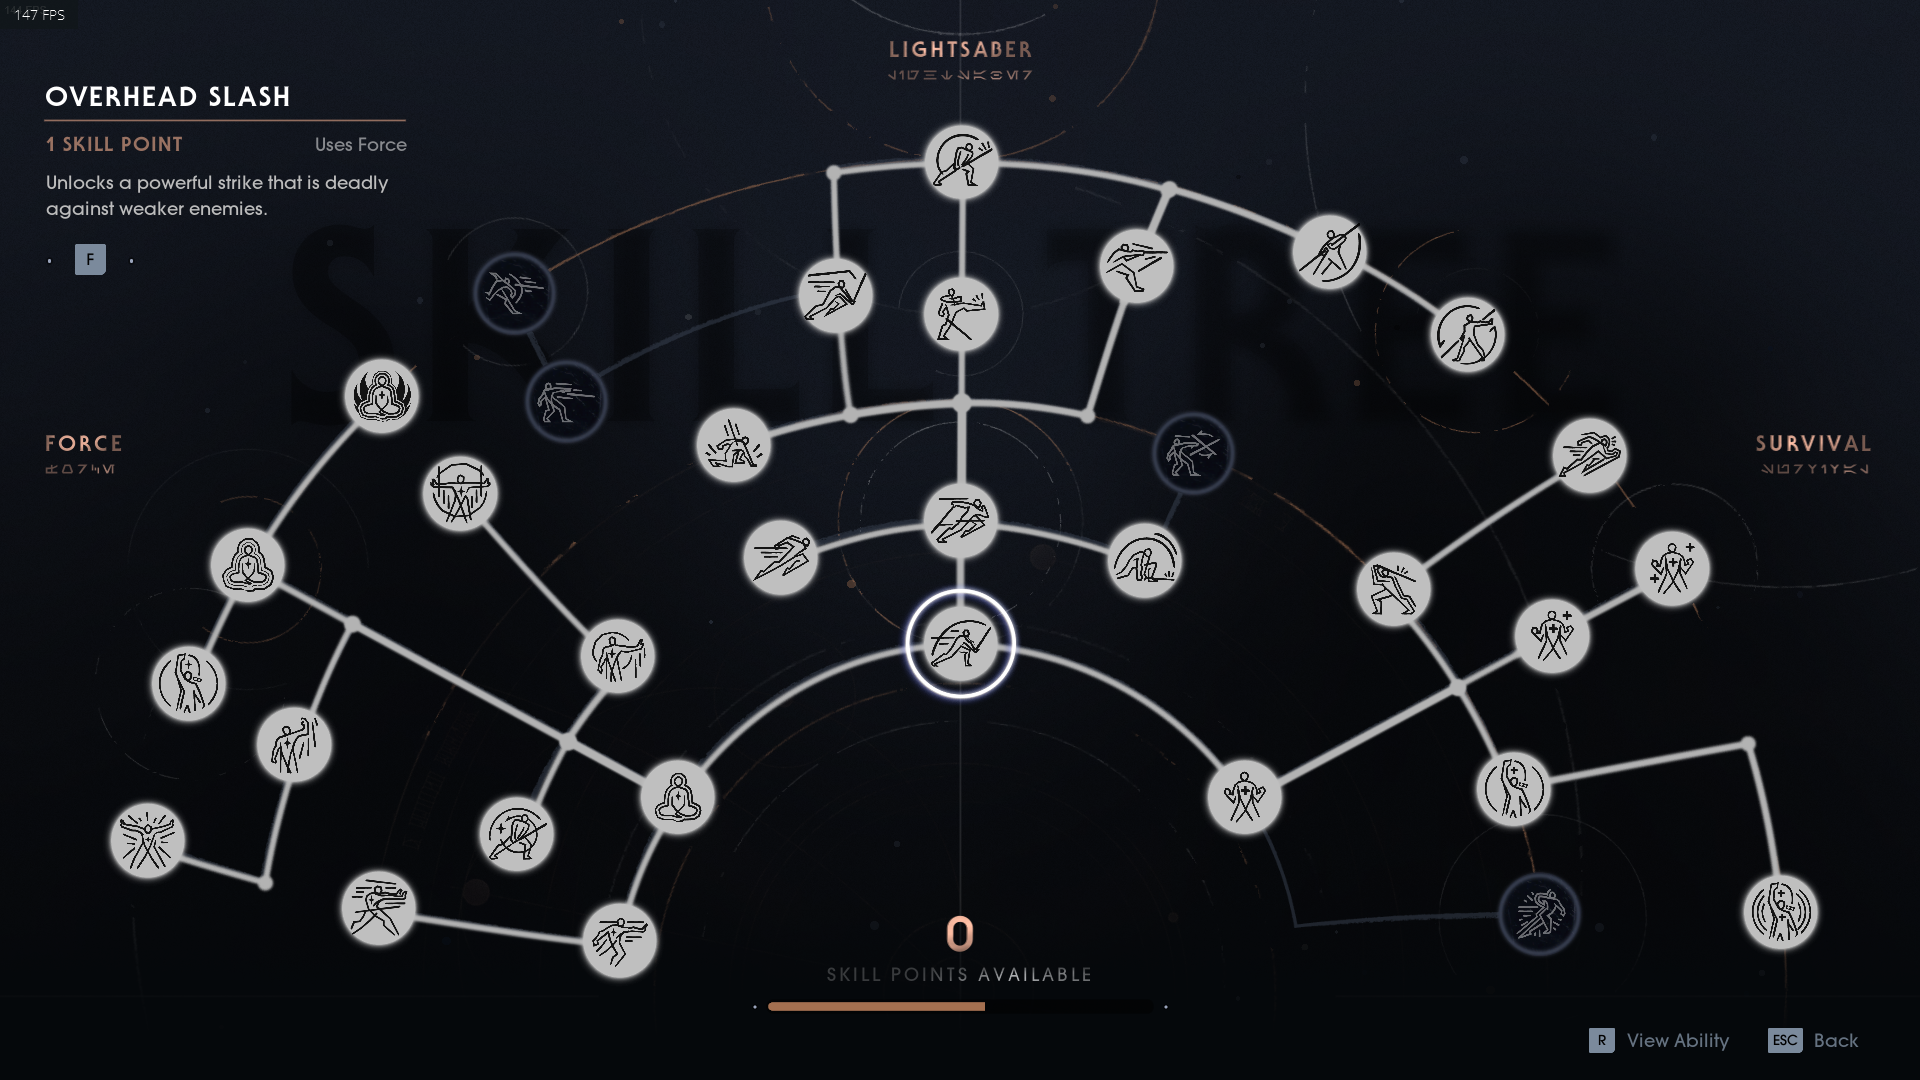 147 FPS
LIGHTSABER
OVERHEAD SLASH
1 SKILL POINT Uses Force
Unlocks a powerful strike that is deadly
against weaker enemies.
F
SKILL TREE
FORCE
SURVIVAL
0
SKILL POINTS AVAILABLE
R View Ability ESC Back